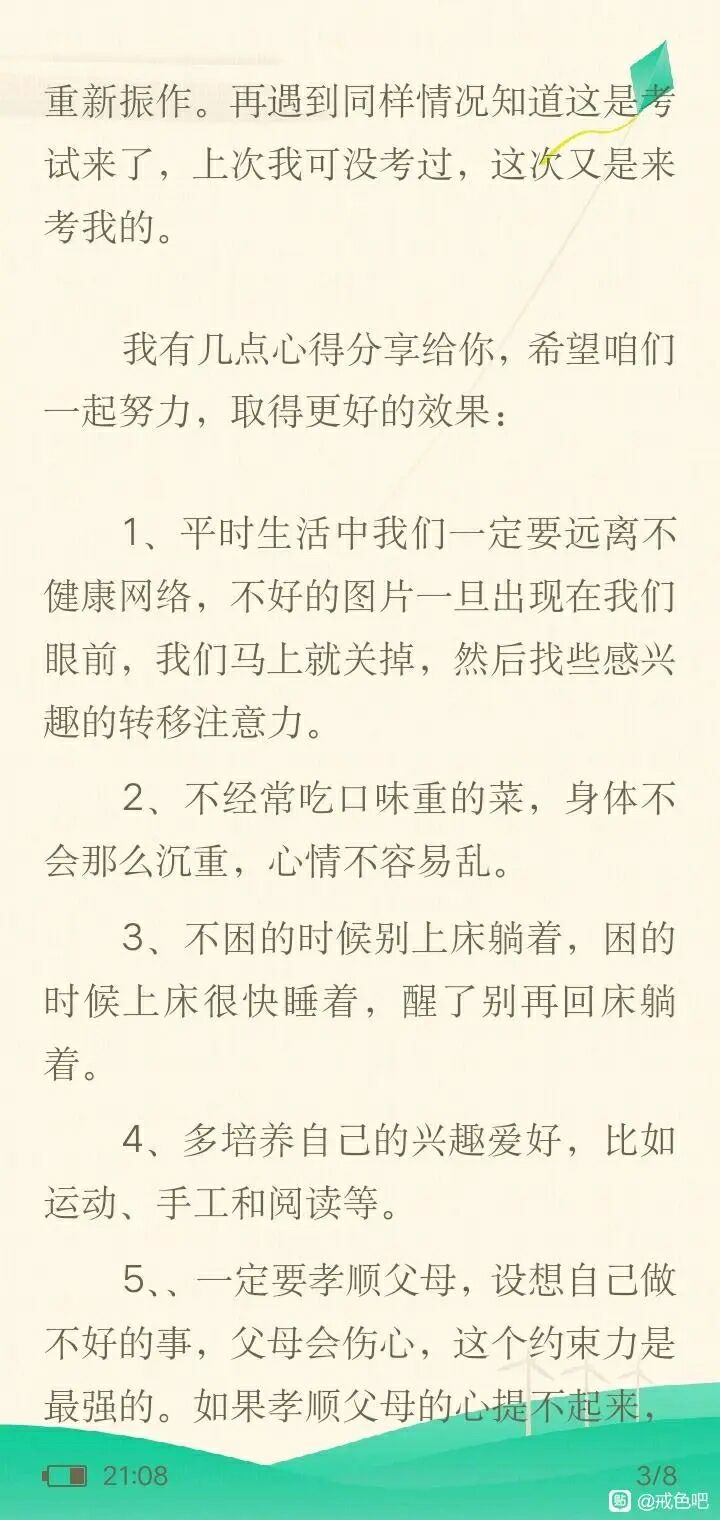 重新振作。再遇到同样情况知道这是考
试来了，上次我可没考过，这次又是来
考我的。
我有几点心得分享给你，希望咱们
一起努力，取得更好的效果：
1、平时生活中我们一定要远离不
健康网络，不好的图片一旦出现在我们
眼前，我们马上就关掉，然后找些感兴
趣的转移注意力。
2、不经常吃口味重的菜，身体不
会那么沉重，心情不容易乱。
3、不困的时候别上床躺着，困的
时候上床很快睡着，醒了别再回床躺
着。
4、多培养自己的兴趣爱好，比如
运动、手工和阅读等。
5、、一定要孝顺父母，设想自己做
不好的事，父母会伤心，这个约束力是
最强的。如果孝顺父母的心提不起来，
21:08
3/8
贴 @戒色吧